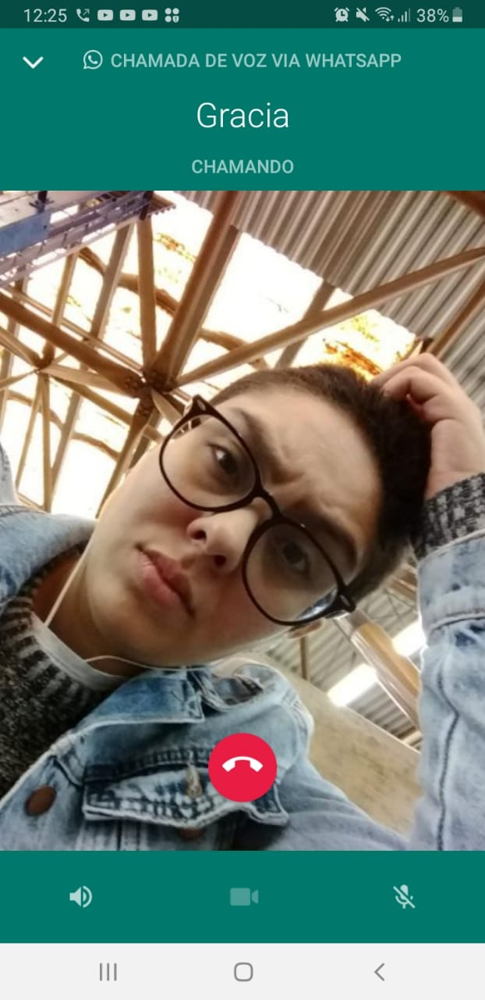 12:25 38%
CHAMADA DE VOZ VIA WHATSAPP
Gracia
CHAMANDO